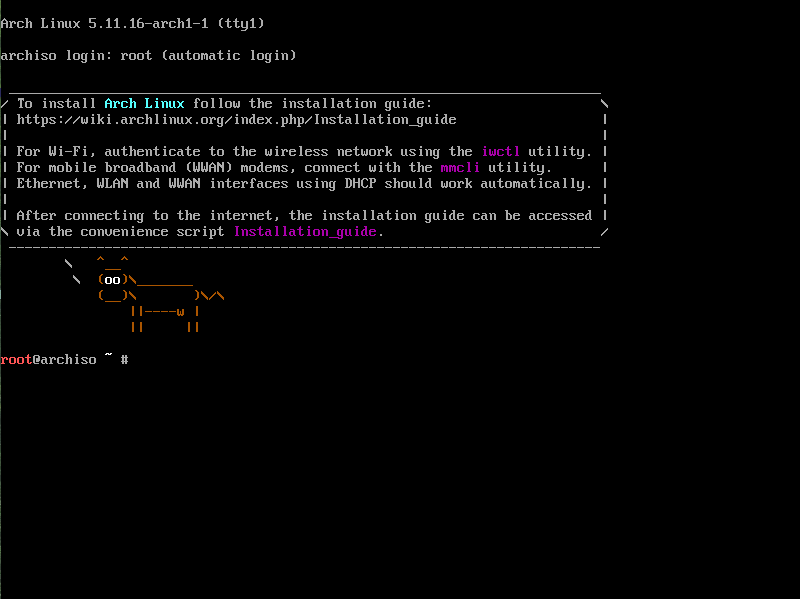 Arch Linux 5.11.16-arch1-1 (tty1)
archiso login: root (automatic login)
To install Arch Linux follow the installation guide:
https://wiki.archlinux.org/index.php/Installation_guide
For Wi-Fi, authenticate to the wireless network using the iwctl utility.
For mobile broadband (WWAN) modems, connect with the mmcli utility.
Ethernet, WLAN and WWAN interfaces using DHCP should work automatically.
After connecting to the internet, the installation guide can be accessed
via the convenience script Installation_guide.
root@archiso ~ #